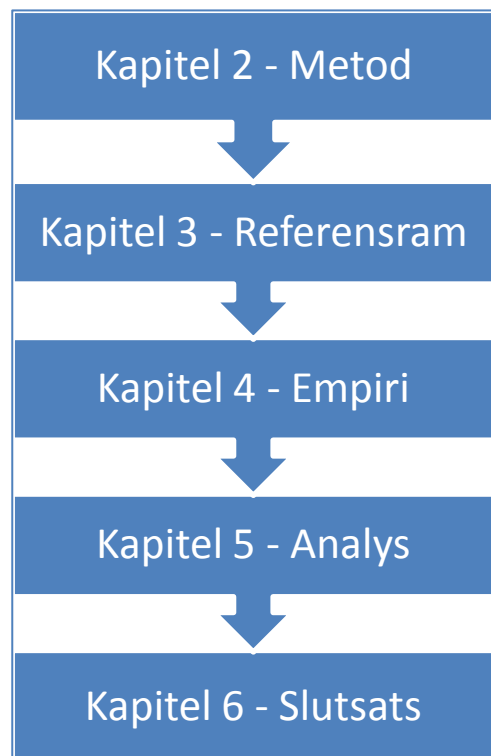 Kapitel 2 - Metod
Kapitel 3 - Referensram
Kapitel 4 - Empiri
Kapitel 5 - Analys
Kapitel 6 - Slutsats